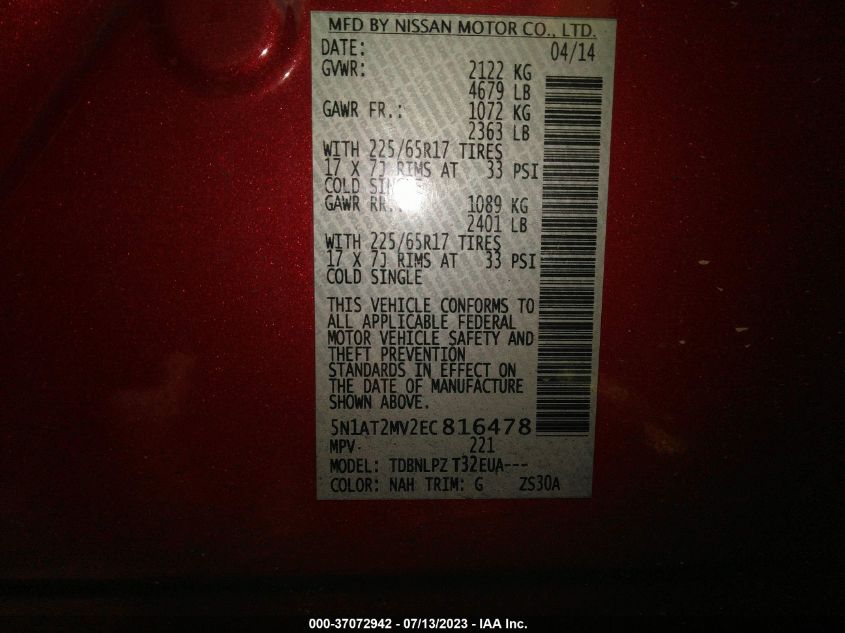 MFD BY NISSAN MOTOR CO., LTD.
DATE: 04/14
GVWR: 2122 KG
4679 LB
GAWR FR.: 1072 KG
2363 LB
WITH 225/65R17 TIRES
17 X 7J RIMS AT 33 PSI
COLD SINGLE
GAWR RR.: 1089 KG
2401 LB
WITH 225/65R17 TIRES
17 X 7J RIMS AT 33 PSI
COLD SINGLE
THIS VEHICLE CONFORMS TO
ALL APPLICABLE FEDERAL
MOTOR VEHICLE SAFETY AND
THEFT PREVENTION
STANDARDS IN EFFECT ON
THE DATE OF MANUFACTURE
SHOWN ABOVE.
5N1AT2MV2EC816478
MPV 221
MODEL: TDBNLPZ T32EUA---
COLOR: NAH TRIM: G ZS30A
000-37072942 - 07/13/2023 - IAA Inc.